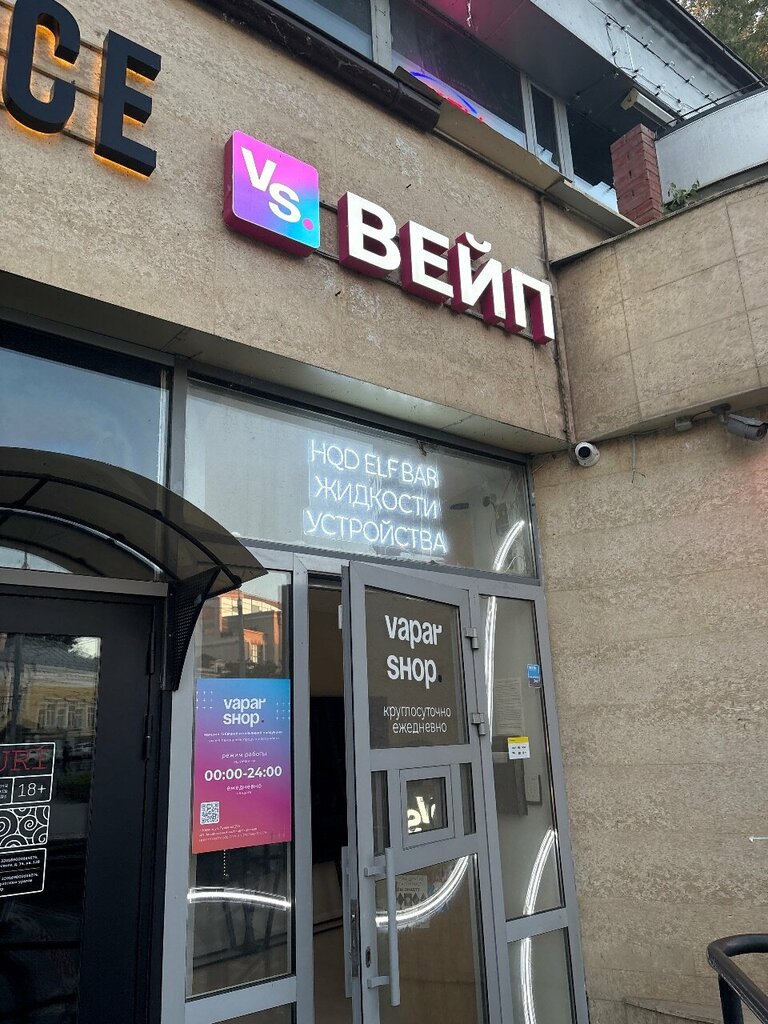 CE
vs.
ВЕЙП
HQD ELF BAR
ЖИДКОСТИ
УСТРОЙСТВА
vapar
shop.
круглосуточно
ежедневно
vapar
shop.
режим работы
00:00-24:00
ежедневно
URI
18+